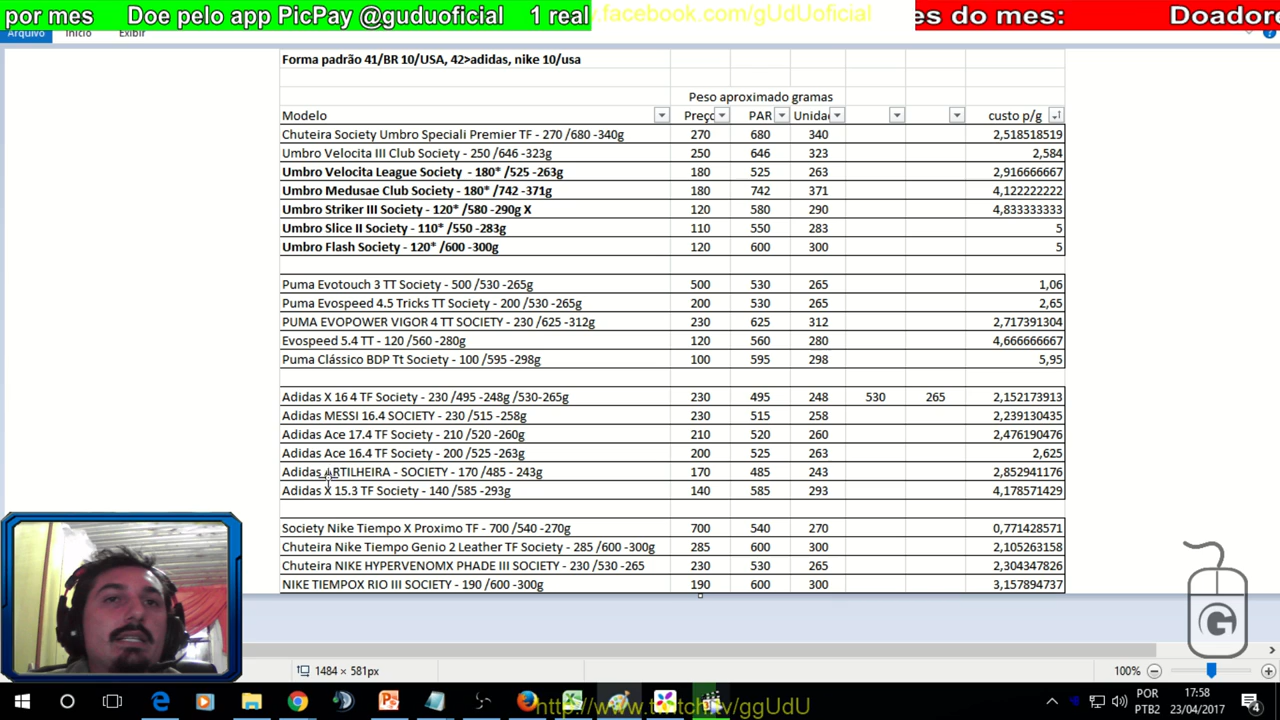 por mes Doe pelo app PicPay @guduoficial 1 real
.facebook.com/gUdUoficial
es do mes: Doador
Arquivo Início Exibir
Forma padrão 41/BR 10/USA, 42>adidas, nike 10/usa
Peso aproximado gramas
Modelo Preço PAR Unidad custo p/g
Chuteira Society Umbro Speciali Premier TF - 270 /680 -340g 270 680 340 2,518518519
Umbro Velocita III Club Society - 250 /646 -323g 250 646 323 2,584
Umbro Velocita League Society - 180* /525 -263g 180 525 263 2,916666667
Umbro Medusae Club Society - 180* /742 -371g 180 742 371 4,122222222
Umbro Striker III Society - 120* /580 -290g X 120 580 290 4,833333333
Umbro Slice II Society - 110* /550 -283g 110 550 283 5
Umbro Flash Society - 120* /600 -300g 120 600 300 5
Puma Evotouch 3 TT Society - 500 /530 -265g 500 530 265 1,06
Puma Evospeed 4.5 Tricks TT Society - 200 /530 -265g 200 530 265 2,65
PUMA EVOPOWER VIGOR 4 TT SOCIETY - 230 /625 -312g 230 625 312 2,717391304
Evospeed 5.4 TT - 120 /560 -280g 120 560 280 4,666666667
Puma Clássico BDP Tt Society - 100 /595 -298g 100 595 298 5,95
Adidas X 16 4 TF Society - 230 /495 -248g /530-265g 230 495 248 530 265 2,152173913
Adidas MESSI 16.4 SOCIETY - 230 /515 -258g 230 515 258 2,239130435
Adidas Ace 17.4 TF Society - 210 /520 -260g 210 520 260 2,476190476
Adidas Ace 16.4 TF Society - 200 /525 -263g 200 525 263 2,625
Adidas ARTILHEIRA - SOCIETY - 170 /485 - 243g 170 485 243 2,852941176
Adidas X 15.3 TF Society - 140 /585 -293g 140 585 293 4,178571429
Society Nike Tiempo X Proximo TF - 700 /540 -270g 700 540 270 0,771428571
Chuteira Nike Tiempo Genio 2 Leather TF Society - 285 /600 -300g 285 600 300 2,105263158
Chuteira NIKE HYPERVENOMX PHADE III SOCIETY - 230 /530 -265 230 530 265 2,304347826
NIKE TIEMPOX RIO III SOCIETY - 190 /600 -300g 190 600 300 3,157894737
1484 × 581px 100%
http://www.twitch.tv/ggUdU
POR PTB2 17:58 23/04/2017 4